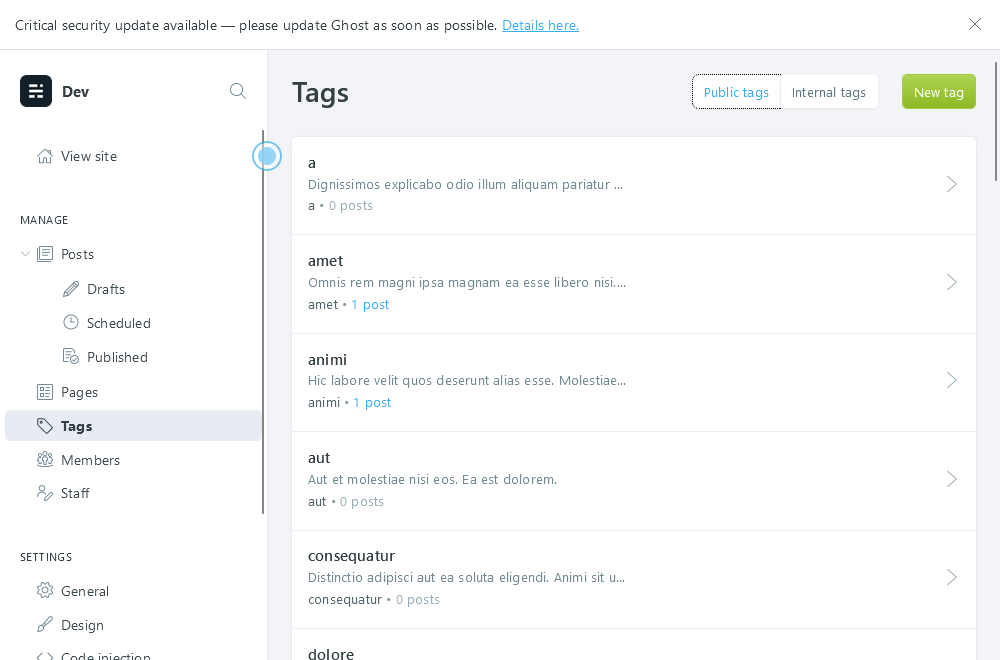 Critical security update available — please update Ghost as soon as possible. Details here.
Dev
View site
MANAGE
Posts
Drafts
Scheduled
Published
Pages
Tags
Members
Staff
SETTINGS
General
Design
Code injection
Tags
Public tags
Internal tags
New tag
a
Dignissimos explicabo odio illum aliquam pariatur ...
a • 0 posts
amet
Omnis rem magni ipsa magnam ea esse libero nisi....
amet • 1 post
animi
Hic labore velit quos deserunt alias esse. Molestiae...
animi • 1 post
aut
Aut et molestiae nisi eos. Ea est dolorem.
aut • 0 posts
consequatur
Distinctio adipisci aut ea soluta eligendi. Animi sit u...
consequatur • 0 posts
dolore